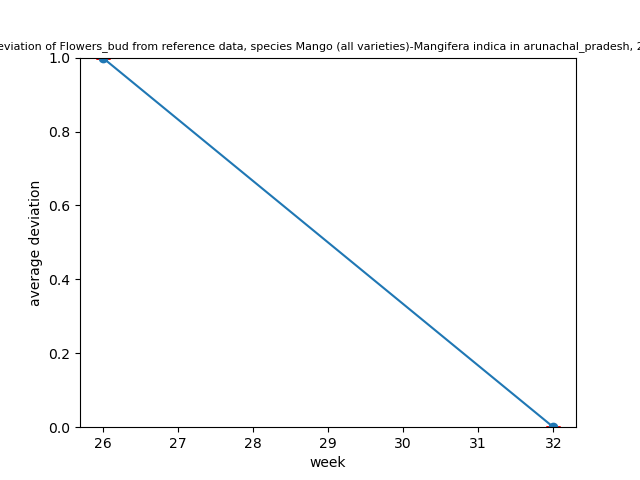 eviation of Flowers_bud from reference data, species Mango (all varieties)-Mangifera indica in arunachal_pradesh, 2
1.0
0.8
0.6
0.4
0.2
0.0
average deviation
26 27 28 29 30 31 32
week